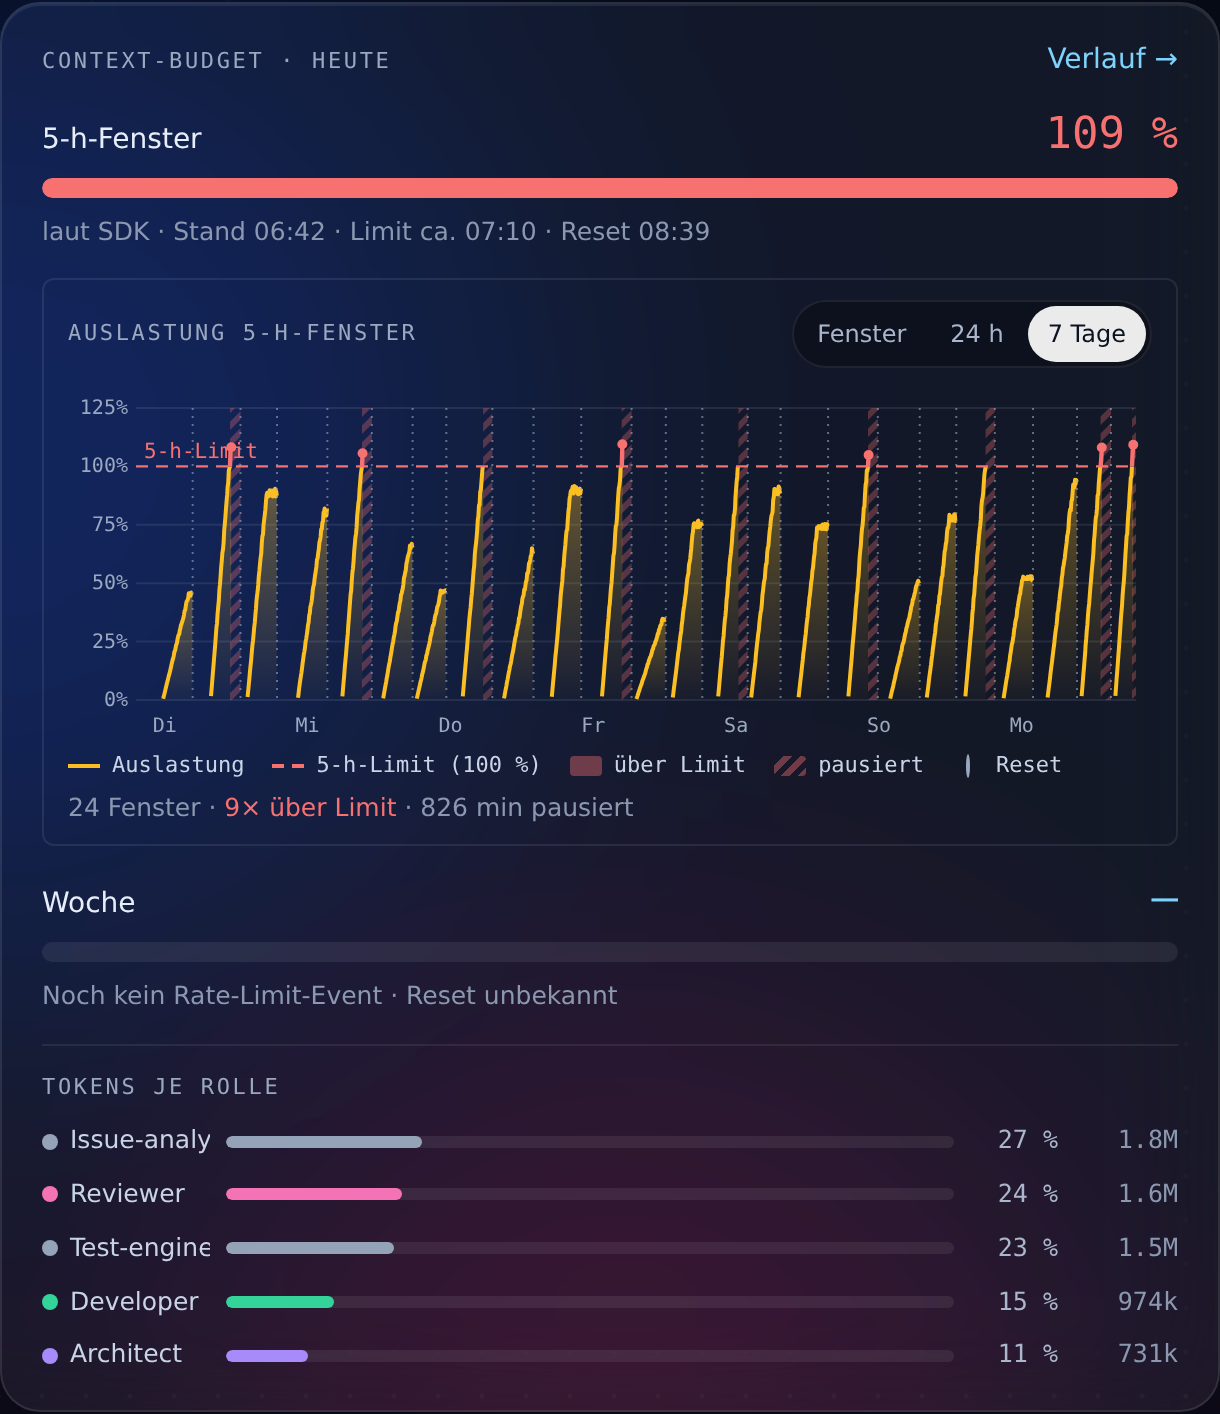 CONTEXT-BUDGET · HEUTE
Verlauf →
5-h-Fenster
109 %
laut SDK · Stand 06:42 · Limit ca. 07:10 · Reset 08:39
AUSLASTUNG 5-H-FENSTER
Fenster 24 h 7 Tage
125%
5-h-Limit
100%
75%
50%
25%
0%
Di Mi Do Fr Sa So Mo
Auslastung 5-h-Limit (100 %) über Limit pausiert Reset
24 Fenster · 9× über Limit · 826 min pausiert
Woche —
Noch kein Rate-Limit-Event · Reset unbekannt
TOKENS JE ROLLE
Issue-analy 27 % 1.8M
Reviewer 24 % 1.6M
Test-engine 23 % 1.5M
Developer 15 % 974k
Architect 11 % 731k